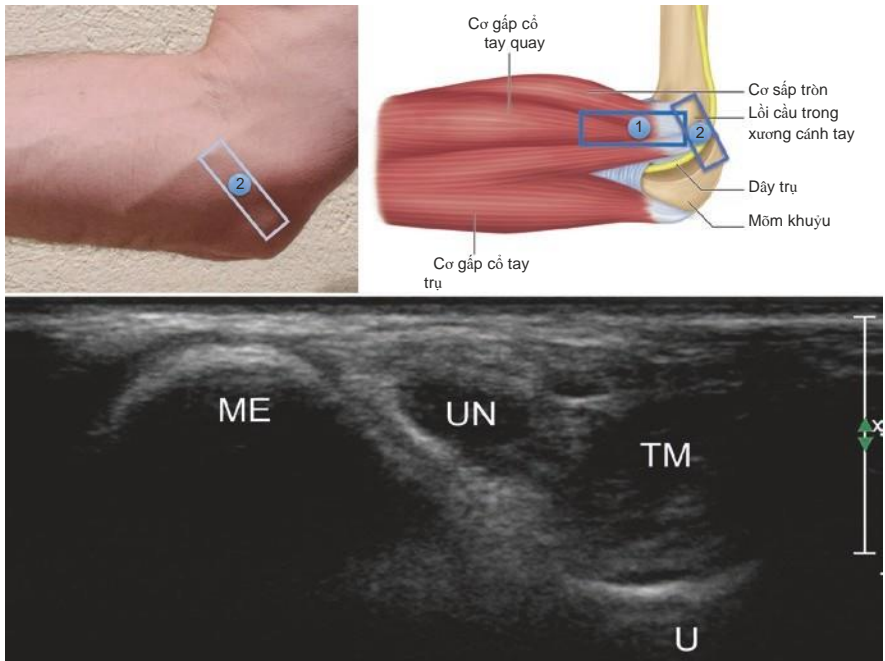 Cơ gấp cổ
tay quay
Cơ sấp tròn
Lồi cầu trong
xương cánh tay
1
2
2
Dây trụ
Mõm khuỷu
Cơ gấp cổ tay
trụ
ME
UN
TM
U
x